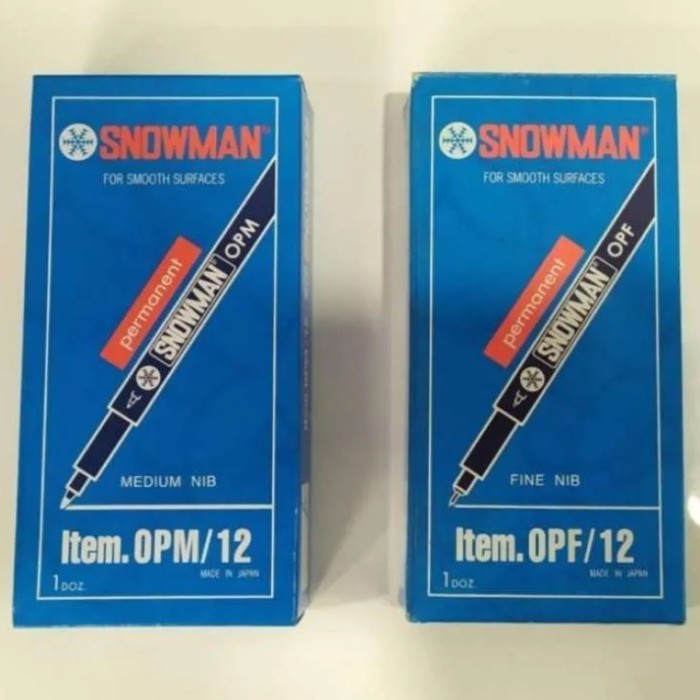 SNOWMAN®
FOR SMOOTH SURFACES
permanent
SNOWMAN OPM
MEDIUM NIB
Item. OPM/12
MADE IN JAPAN
1 DOZ.
SNOWMAN®
FOR SMOOTH SURFACES
permanent
SNOWMAN OPF
FINE NIB
Item. OPF/12
MADE IN JAPAN
1 DOZ.